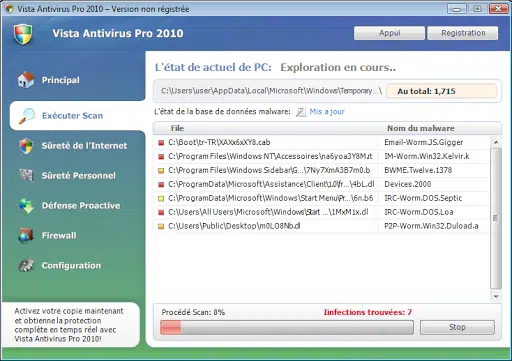 Vista Antivirus Pro 2010 – Version non régistrée
Vista Antivirus Pro 2010
Appui
Registration
Principal
Exécuter Scan
Sûreté de l'Internet
Sûreté Personnel
Défense Proactive
Firewall
Configuration
Activez votre copie maintenant
et obtienne la protection
complète en temps réel avec
Vista Antivirus Pro 2010!
L'état de actuel de PC: Exploration en cours..
C:\Users\user\AppData\Local\Microsoft\Windows\Temporary...\
Au total: 1,715
L'état de la base de données malware: Mis a jour
File Nom du malware
C:\Boot\tr-TR\XAXx6xXY8.cab Email-Worm.JS.Gigger
C:\Program Files\Windows NT\Accessoires\na6yoa3Y8M.rt IM-Worm.Win32.Kelvir.k
C:\Program Files\Windows Sidebar\G...\7Ny7XmA3B7m0.b BWME.Twelve.1378
C:\ProgramData\Microsoft\Assistance\Client\1.0\fr...\4bL.dl Devices.2000
C:\ProgramData\Microsoft\Windows\Start Menu\Pr...\6n.b6 IRC-Worm.DOS.Septic
C:\Users\All Users\Microsoft\Windows\Start ...\1MxM1x.dl IRC-Worm.DOS.Loa
C:\Users\Public\Desktop\m0LO8Nb.dl P2P-Worm.Win32.Duload.a
Procédé Scan: 8%
Iinfections trouvées: 7
Stop